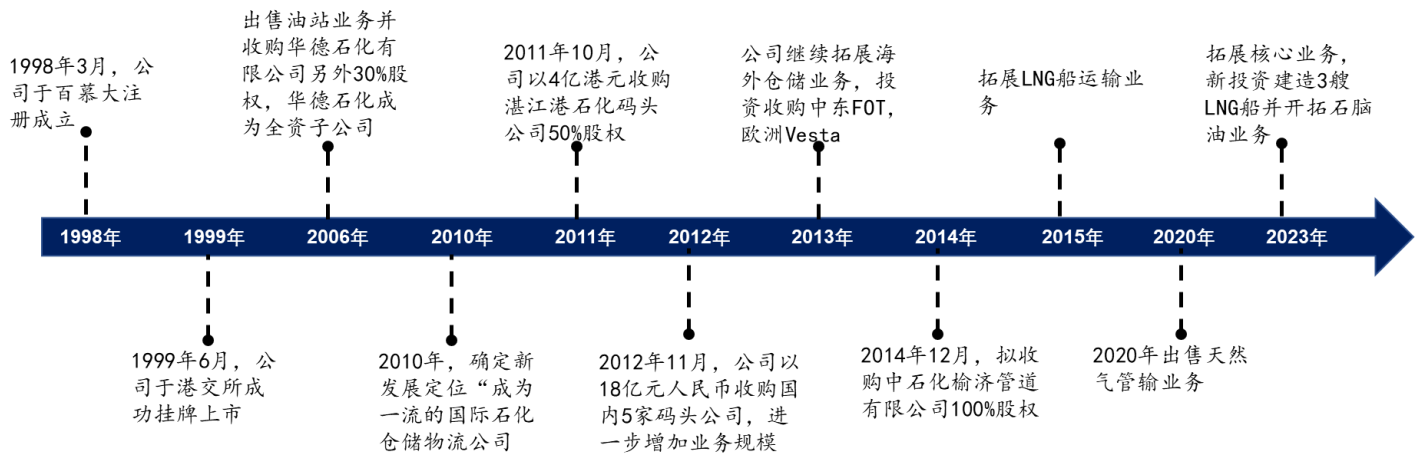 1998年3月，公
司于百慕大注
册成立
出售油站业务并
收购华德石化有
限公司另外30%股
权，华德石化成
为全资子公司
2011年10月，公
司以4亿港元收购
湛江港石化码头
公司50%股权
公司继续拓展海
外仓储业务，投
资收购中东FOT，
欧洲Vesta
拓展LNG船运输业
务
拓展核心业务，
新投资建造3艘
LNG船并开拓石脑
油业务
1998年 1999年 2006年 2010年 2011年 2012年 2013年 2014年 2015年 2020年 2023年
1999年6月，公
司于港交所成
功挂牌上市
2010年，确定新
发展定位“成为
一流的国际石化
仓储物流公司
2012年11月，公司以
18亿元人民币收购国
内5家码头公司，进
一步增加业务规模
2014年12月，拟收
购中石化榆济管道
有限公司100%股权
2020年出售天然
气管输业务